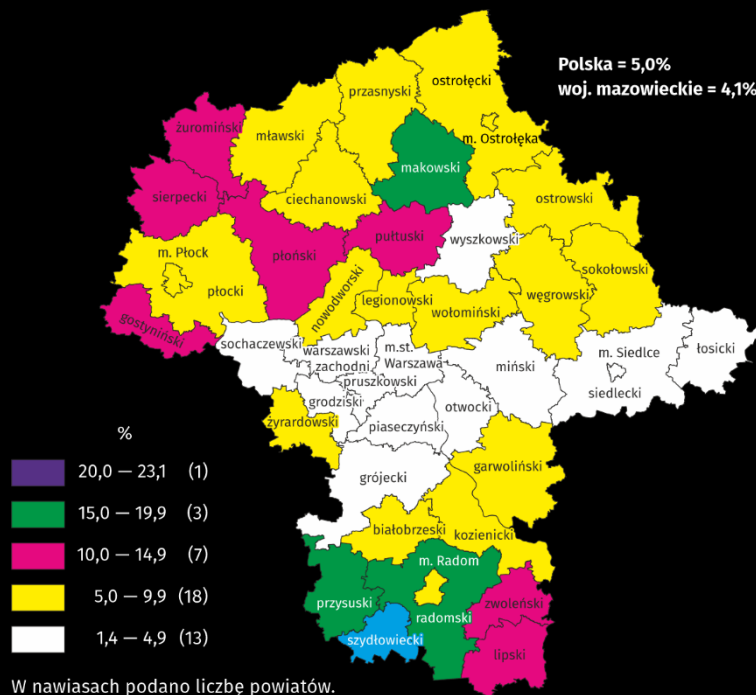 Polska = 5,0%
woj. mazowieckie = 4,1%
ostrołęcki
przasnyski
żuromiński
mławski
m. Ostrołęka
makowski
sierpecki
ciechanowski
ostrowski
pułtuski
wyszkowski
m. Płock
płoński
sokołowski
płocki
nowodworski
legionowski
wołomiński
węgrowski
gostyniński
sochaczewski
warszawski
zachodni
m.st.
Warszawa
miński
m. Siedlce
łosicki
pruszkowski
siedlecki
grodziski
otwocki
żyrardowski
piaseczyński
garwoliński
grójecki
białobrzeski
kozienicki
m. Radom
przysuski
zwoleński
radomski
szydłowiecki
lipski
%
20,0 — 23,1 (1)
15,0 — 19,9 (3)
10,0 — 14,9 (7)
5,0 — 9,9 (18)
1,4 — 4,9 (13)
W nawiasach podano liczbę powiatów.